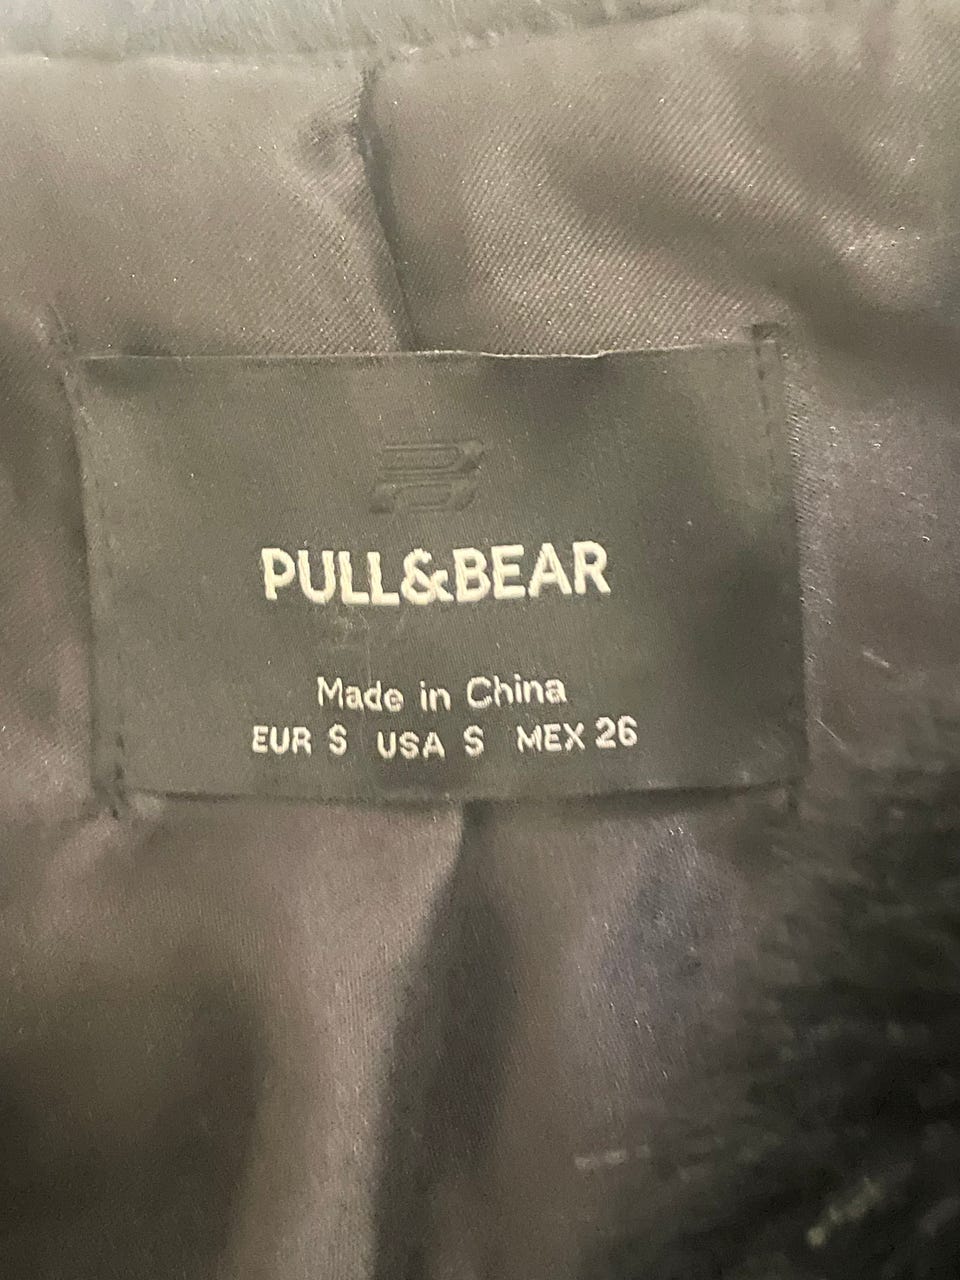 PULL&BEAR
Made in China
EUR S USA S MEX 26